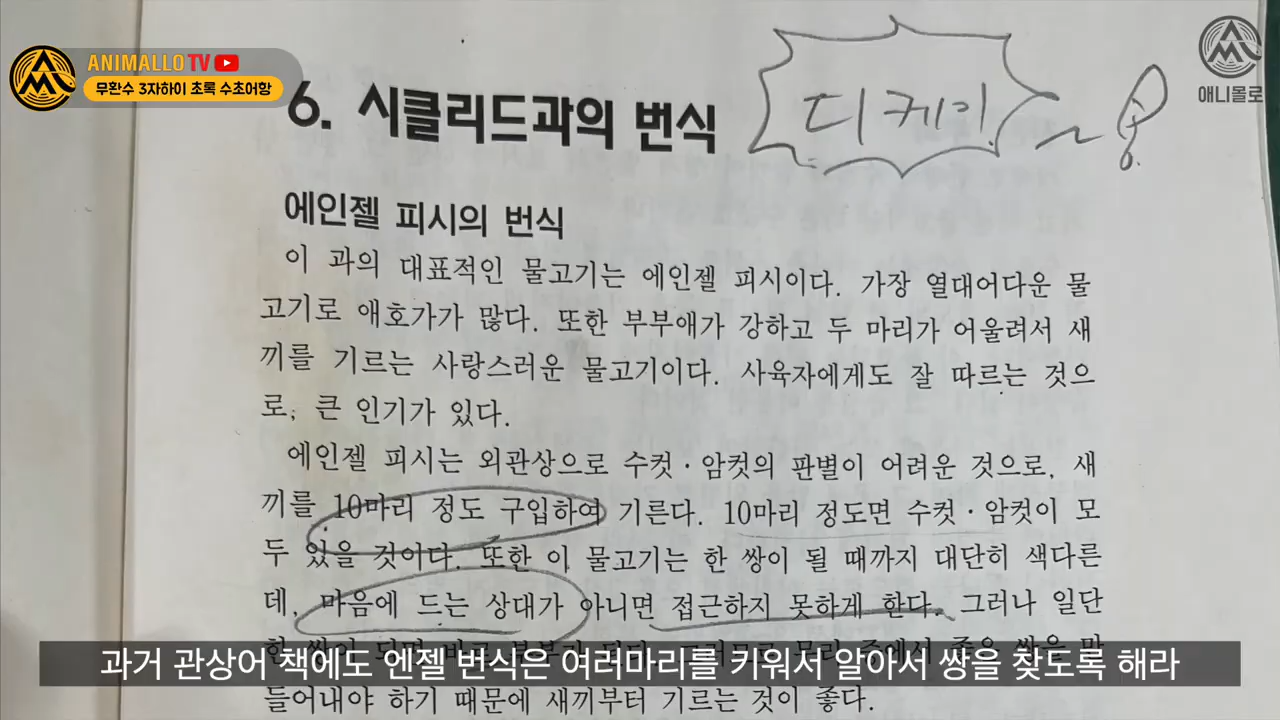 ANIMALLO TV
무환수 3자하이 초록 수초어항
애니몰로
디케이
6. 시클리드과의 번식
에인젤 피시의 번식
이 과의 대표적인 물고기는 에인젤 피시이다. 가장 열대어다운 물
고기로 애호가가 많다. 또한 부부애가 강하고 두 마리가 어울려서 새
끼를 기르는 사랑스러운 물고기이다. 사육자에게도 잘 따르는 것으
로, 큰 인기가 있다.
에인젤 피시는 외관상으로 수컷·암컷의 판별이 어려운 것으로, 새
끼를 10마리 정도 구입하여 기른다. 10마리 정도면 수컷·암컷이 모
두 있을 것이다. 또한 이 물고기는 한 쌍이 될 때까지 대단히 색다른
데, 마음에 드는 상대가 아니면 접근하지 못하게 한다. 그러나 일단
과거 관상어 책에도 엔젤 번식은 여러마리를 키워서 알아서 쌍을 찾도록 해라
들어내야 하기 때문에 새끼부터 기르는 것이 좋다.